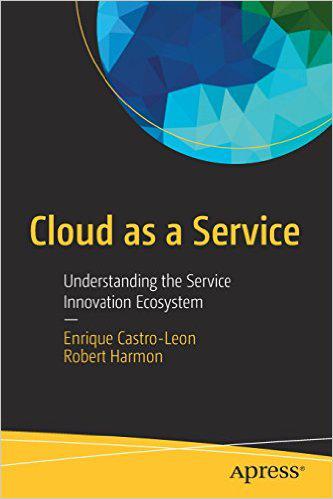 Cloud as a Service
Understanding the Service
Innovation Ecosystem
—
Enrique Castro-Leon
Robert Harmon
Apress®